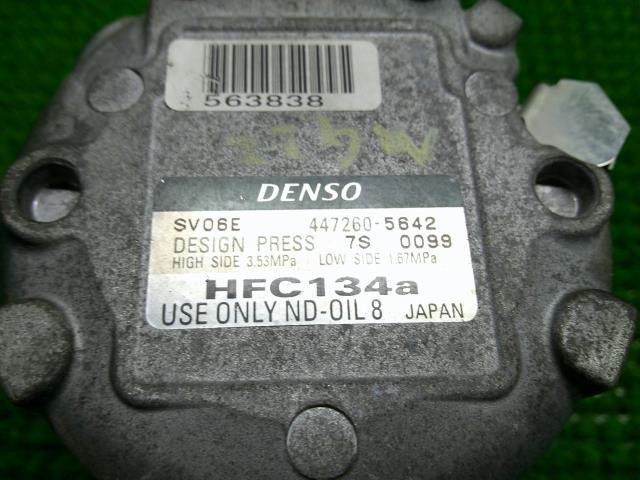 563838
DENSO
SV06E 447260-5642
DESIGN PRESS 7S 0099
HIGH SIDE 3.53MPa LOW SIDE 1.67MPa
HFC134a
USE ONLY ND-OIL 8 JAPAN